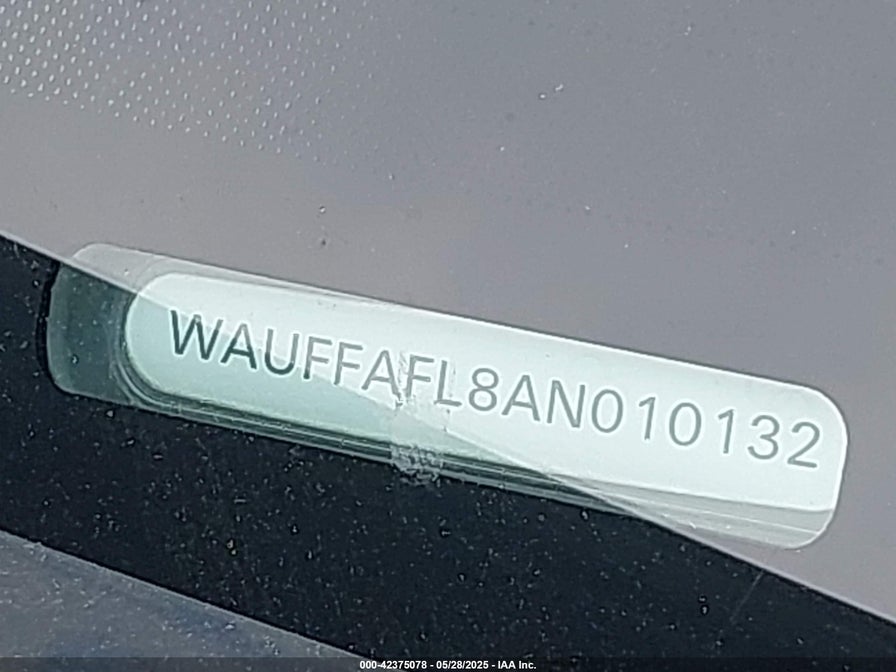 WAUFFAFL8AN010132
000-42375078 - 05/28/2025 - IAA Inc.